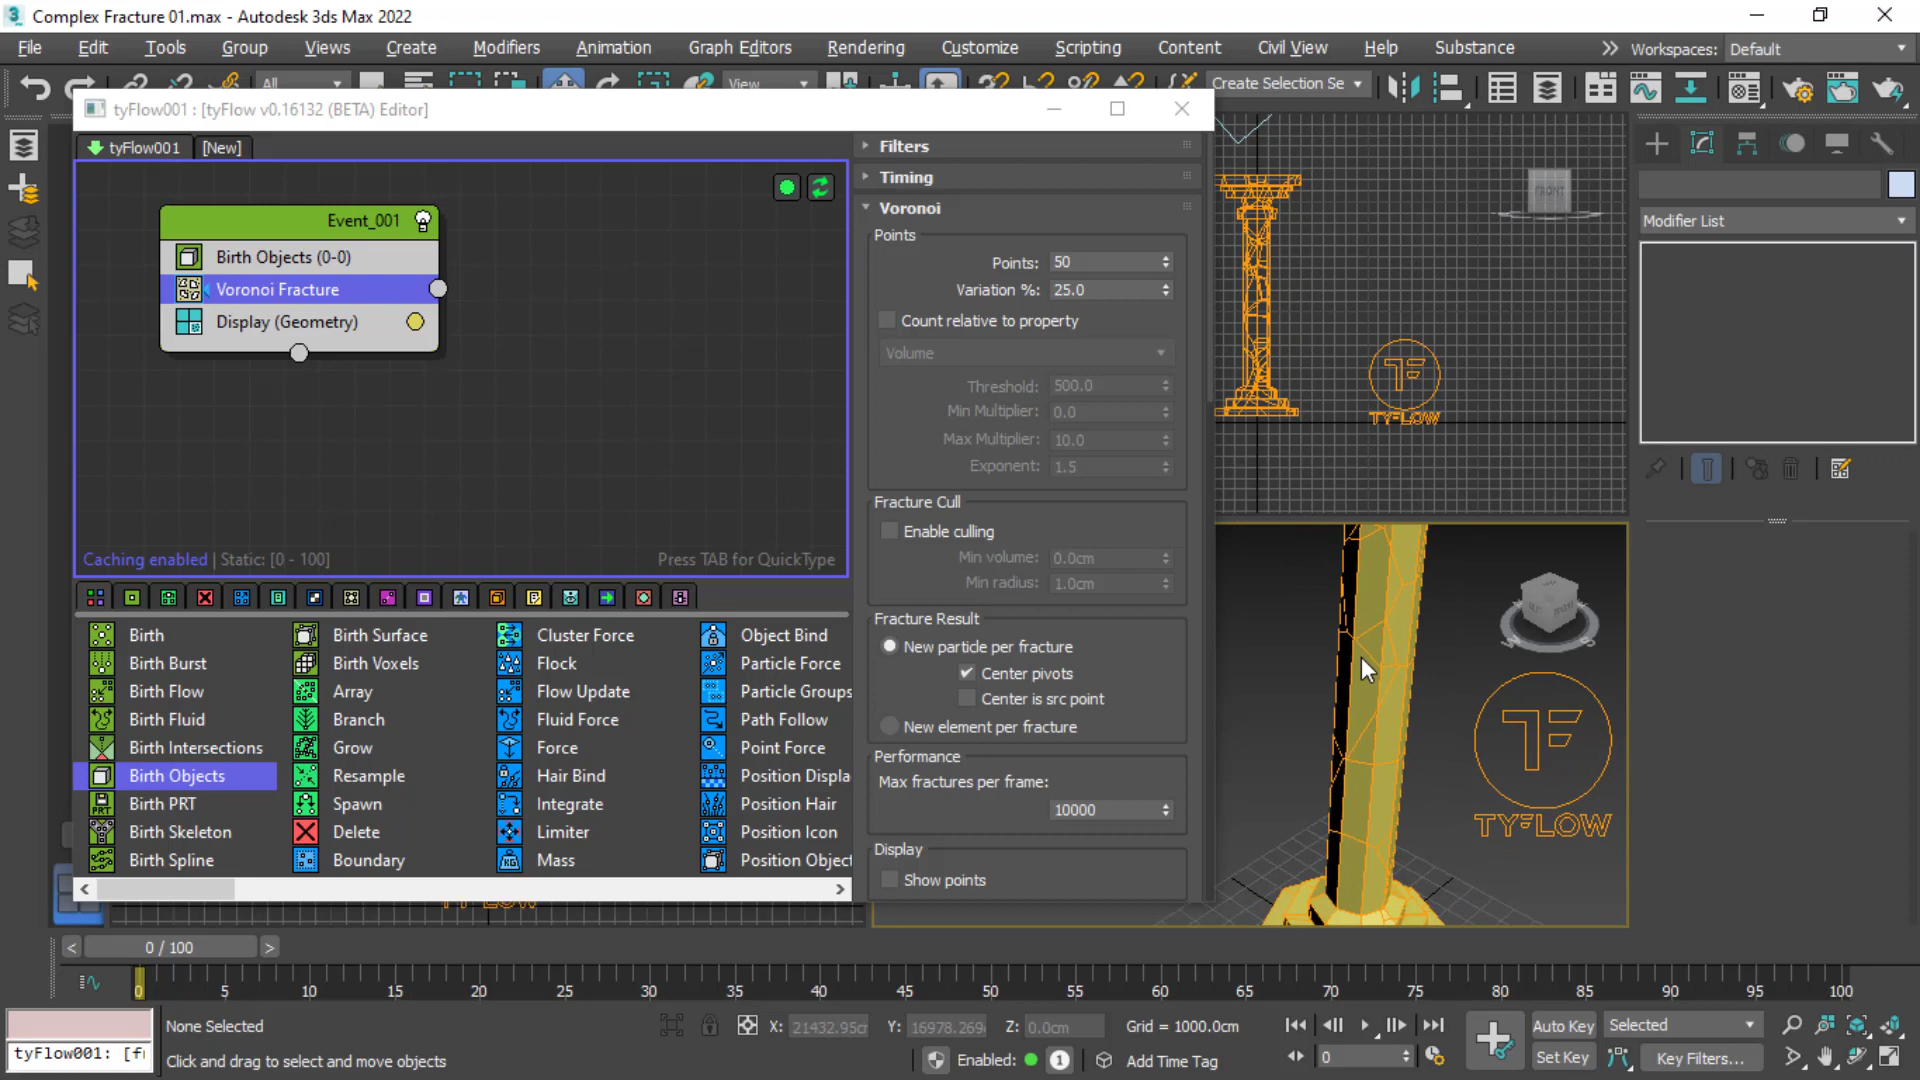 Complex Fracture 01.max - Autodesk 3ds Max 2022
File Edit Tools Group Views Create Modifiers Animation Graph Editors Rendering Customize Scripting Content Civil View Help Substance Workspaces: Default
All View Create Selection Se
tyFlow001 : [tyFlow v0.16132 (BETA) Editor]
tyFlow001 [New]
Event_001
Birth Objects (0-0)
Voronoi Fracture
Display (Geometry)
Caching enabled | Static: [0 - 100] Press TAB for QuickType
Birth
Birth Burst
Birth Flow
Birth Fluid
Birth Intersections
Birth Objects
Birth PRT
Birth Skeleton
Birth Spline
Birth Surface
Birth Voxels
Array
Branch
Grow
Resample
Spawn
Delete
Boundary
Cluster Force
Flock
Flow Update
Fluid Force
Force
Hair Bind
Integrate
Limiter
Mass
Object Bind
Particle Force
Particle Groups
Path Follow
Point Force
Position Displa
Position Hair
Position Icon
Position Object
Filters
Timing
Voronoi
Points
Points: 50
Variation %: 25.0
Count relative to property
Volume
Threshold: 500.0
Min Multiplier: 0.0
Max Multiplier: 10.0
Exponent: 1.5
Fracture Cull
Enable culling
Min volume: 0.0cm
Min radius: 1.0cm
Fracture Result
New particle per fracture
Center pivots
Center is src point
New element per fracture
Performance
Max fractures per frame:
10000
Display
Show points
FRONT
TYFLOW
TYFLOW
Modifier List
0 / 100
0 5 10 15 20 25 30 35 40 45 50 55 60 65 70 75 80 85 90 95 100
None Selected X: 21432.95cm Y: 16978.269 Z: 0.0cm Grid = 1000.0cm Auto Key Selected
tyFlow001: [fr Click and drag to select and move objects Enabled: 1 Add Time Tag 0 Set Key Key Filters...